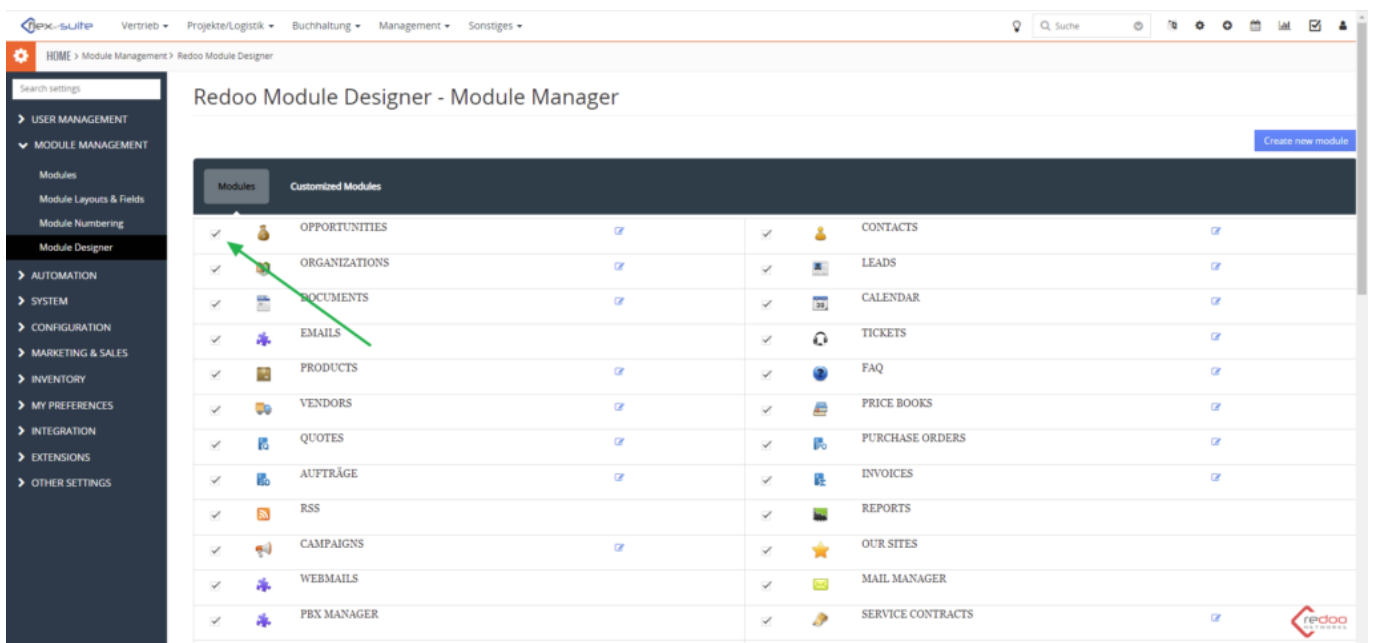 flex-suite Vertrieb Projekte/Logistik Buchhaltung Management Sonstiges Suche
HOME > Module Management > Redoo Module Designer
Search settings
USER MANAGEMENT
MODULE MANAGEMENT
Modules
Module Layouts & Fields
Module Numbering
Module Designer
AUTOMATION
SYSTEM
CONFIGURATION
MARKETING & SALES
INVENTORY
MY PREFERENCES
INTEGRATION
EXTENSIONS
OTHER SETTINGS
Redoo Module Designer - Module Manager
Create new module
Modules Customized Modules
OPPORTUNITIES CONTACTS
ORGANIZATIONS LEADS
DOCUMENTS CALENDAR
EMAILS TICKETS
PRODUCTS FAQ
VENDORS PRICE BOOKS
QUOTES PURCHASE ORDERS
AUFTRÄGE INVOICES
RSS REPORTS
CAMPAIGNS OUR SITES
WEBMAILS MAIL MANAGER
PBX MANAGER SERVICE CONTRACTS
redoo
NETWORKS